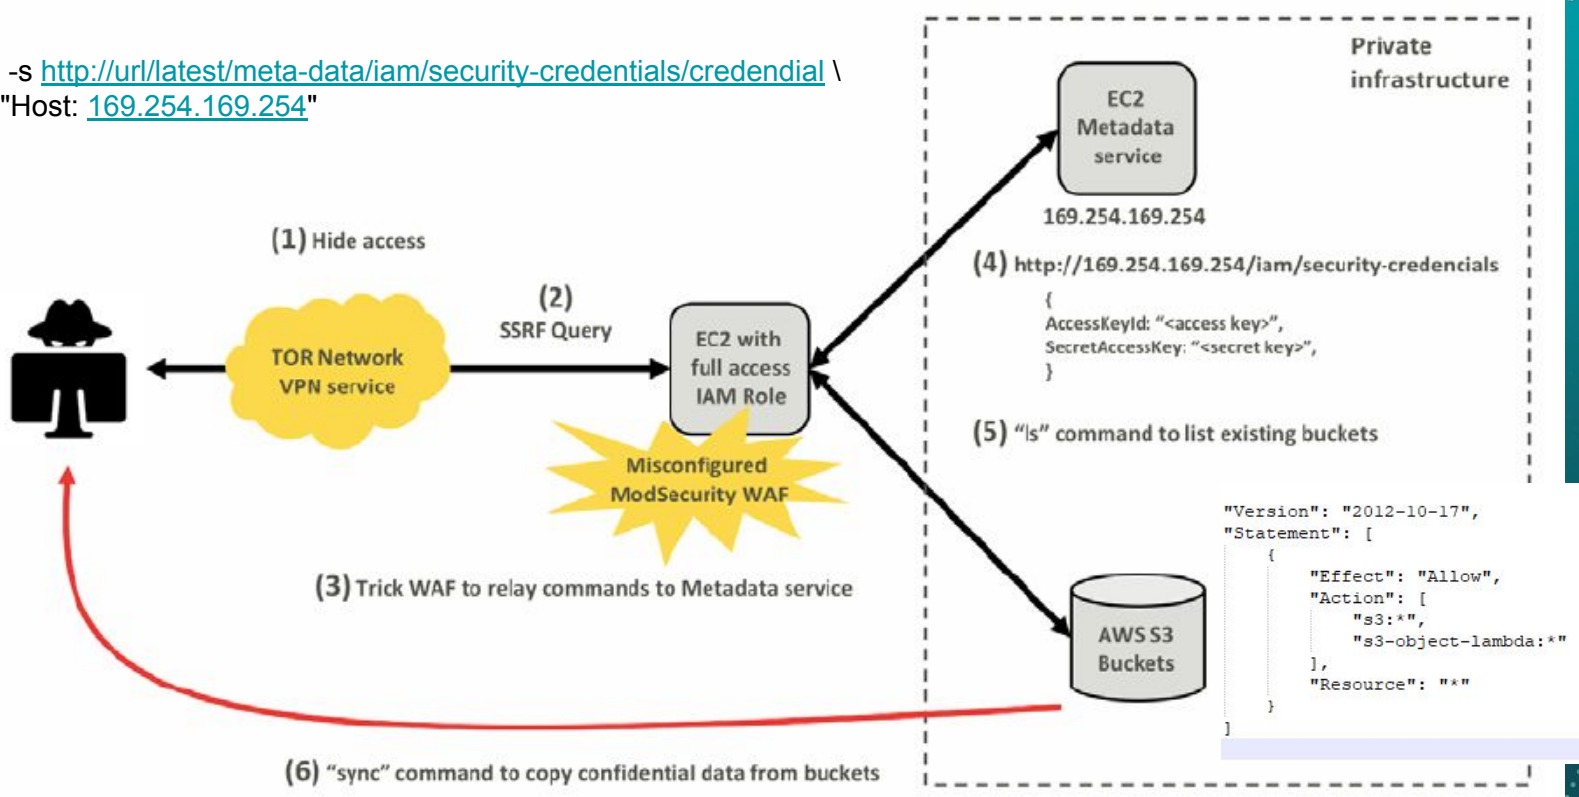 -s http://url/latest/meta-data/iam/security-credentials/credendial \
"Host: 169.254.169.254"
Private
infrastructure
EC2
Metadata
service
169.254.169.254
(1) Hide access
(2)
SSRF Query
TOR Network
VPN service
EC2 with
full access
IAM Role
Misconfigured
ModSecurity WAF
(3) Trick WAF to relay commands to Metadata service
(4) http://169.254.169.254/iam/security-credencials
{
AccessKeyId: "<access key>",
SecretAccessKey: "<secret key>",
}
(5) "ls" command to list existing buckets
AWS S3
Buckets
"Version": "2012-10-17",
"Statement": [
{
"Effect": "Allow",
"Action": [
"s3:*",
"s3-object-lambda:*"
],
"Resource": "*"
}
]
(6) "sync" command to copy confidential data from buckets